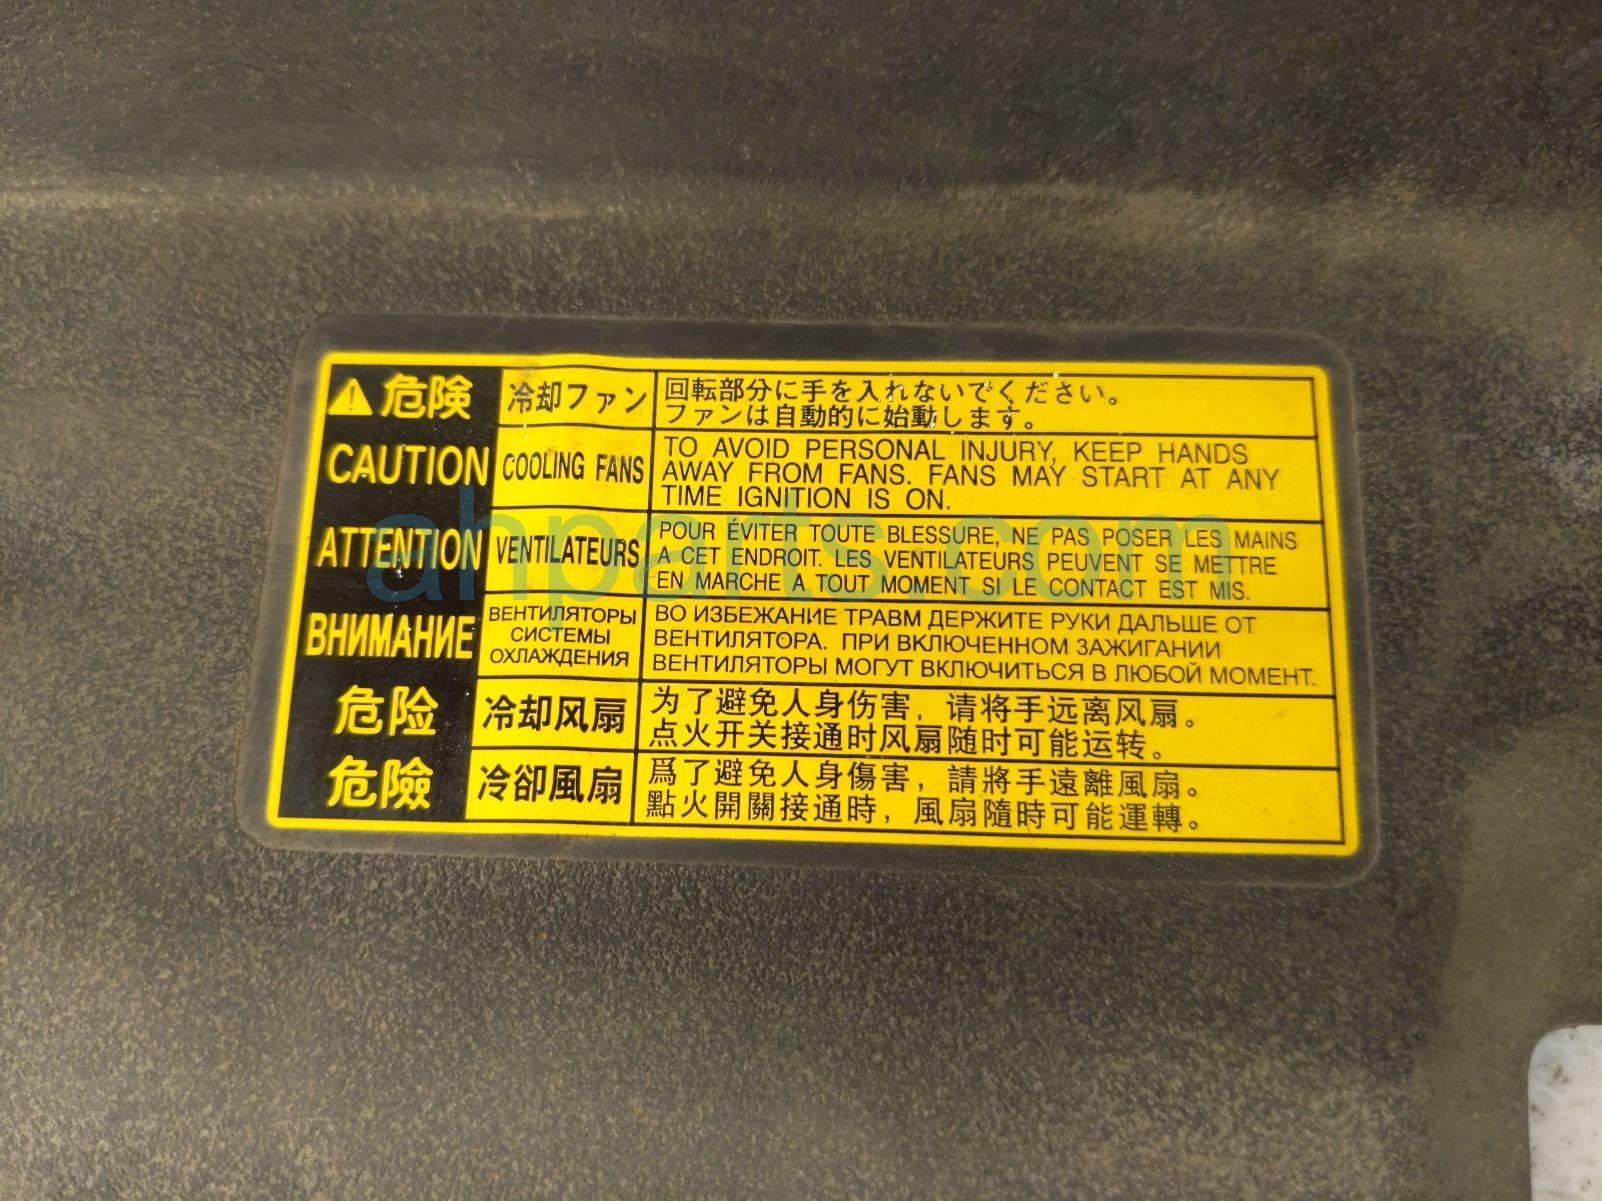 ⚠危険
冷却ファン
回転部分に手を入れないでください。
ファンは自動的に始動します。
CAUTION
COOLING FANS
TO AVOID PERSONAL INJURY, KEEP HANDS
AWAY FROM FANS. FANS MAY START AT ANY
TIME IGNITION IS ON.
ATTENTION
VENTILATEURS
POUR ÉVITER TOUTE BLESSURE, NE PAS POSER LES MAINS
A CET ENDROIT. LES VENTILATEURS PEUVENT SE METTRE
EN MARCHE A TOUT MOMENT SI LE CONTACT EST MIS.
ВНИМАНИЕ
ВЕНТИЛЯТОРЫ
СИСТЕМЫ
ОХЛАЖДЕНИЯ
ВО ИЗБЕЖАНИЕ ТРАВМ ДЕРЖИТЕ РУКИ ДАЛЬШЕ ОТ
ВЕНТИЛЯТОРА. ПРИ ВКЛЮЧЕННОМ ЗАЖИГАНИИ
ВЕНТИЛЯТОРЫ МОГУТ ВКЛЮЧИТЬСЯ В ЛЮБОЙ МОМЕНТ.
危险
冷却风扇
为了避免人身伤害，请将手远离风扇。
点火开关接通时风扇随时可能运转。
危險
冷卻風扇
爲了避免人身傷害，請將手遠離風扇。
點火開關接通時，風扇隨時可能運轉。
ahparts.com